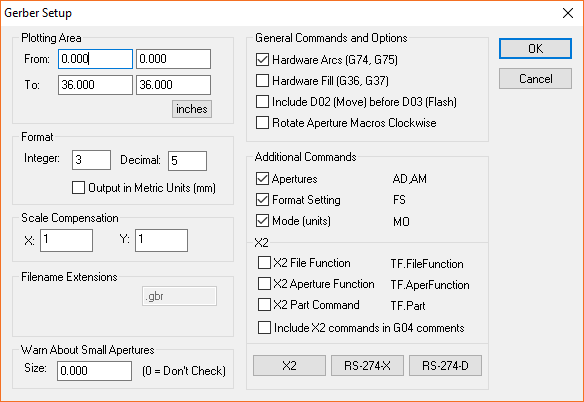 Gerber Setup
Plotting Area
From: 0.000 0.000
To: 36.000 36.000
inches
Format
Integer: 3 Decimal: 5
Output in Metric Units (mm)
Scale Compensation
X: 1 Y: 1
Filename Extensions
.gbr
Warn About Small Apertures
Size: 0.000 (0 = Don't Check)
General Commands and Options
Hardware Arcs (G74, G75)
Hardware Fill (G36, G37)
Include D02 (Move) before D03 (Flash)
Rotate Aperture Macros Clockwise
Additional Commands
Apertures AD,AM
Format Setting FS
Mode (units) MO
X2
X2 File Function TF.FileFunction
X2 Aperture Function TF.AperFunction
X2 Part Command TF.Part
Include X2 commands in G04 comments
X2 RS-274-X RS-274-D
OK
Cancel